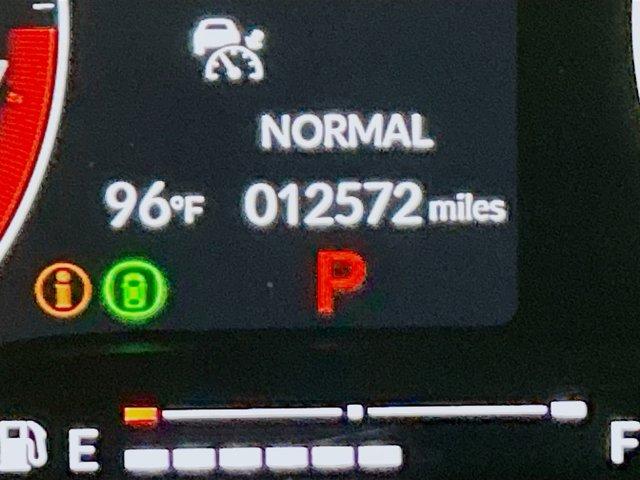 NORMAL
96°F 012572 miles
i P
E F